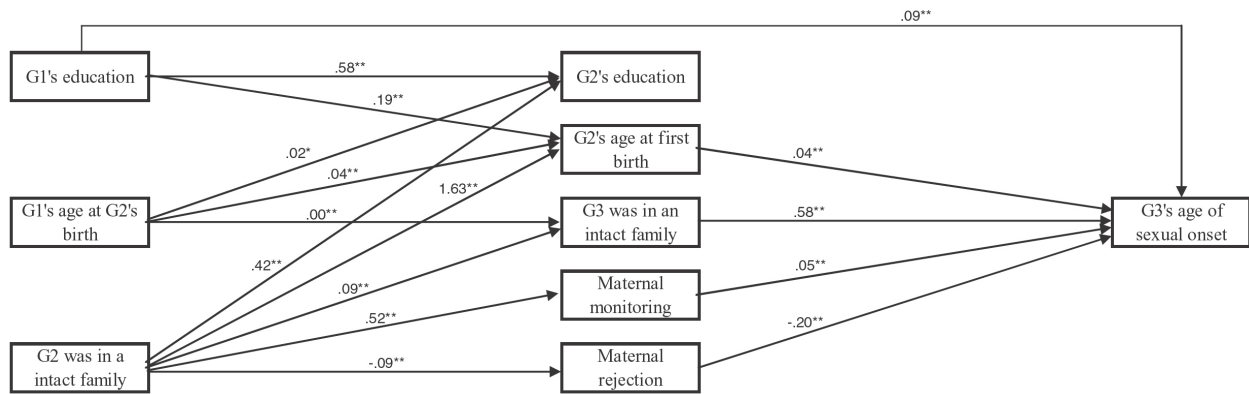 .09**
G1's education
.58**
G2's education
.19**
G2's age at first
birth
.02*
.04**
.04**
1.63**
G1's age at G2's
birth
.00**
G3 was in an
intact family
.58**
G3's age of
sexual onset
.42**
.09**
Maternal
monitoring
.05**
.52**
-.20**
G2 was in a
intact family
-.09**
Maternal
rejection